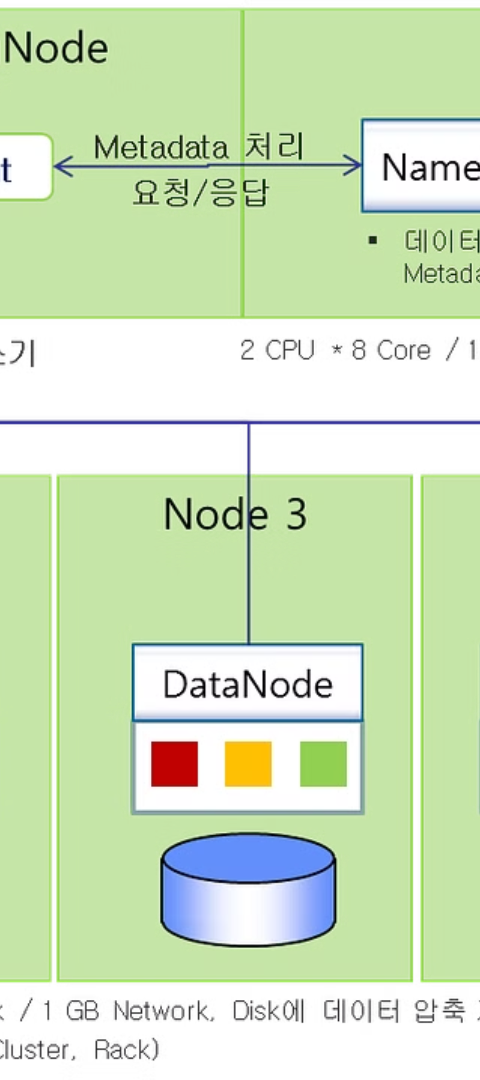 Node
t
Metadata 처리
요청/응답
Name
▪ 데이터
Metada
기
2 CPU * 8 Core / 1
Node 3
DataNode
/ 1 GB Network, Disk에 데이터 압축
Cluster, Rack)